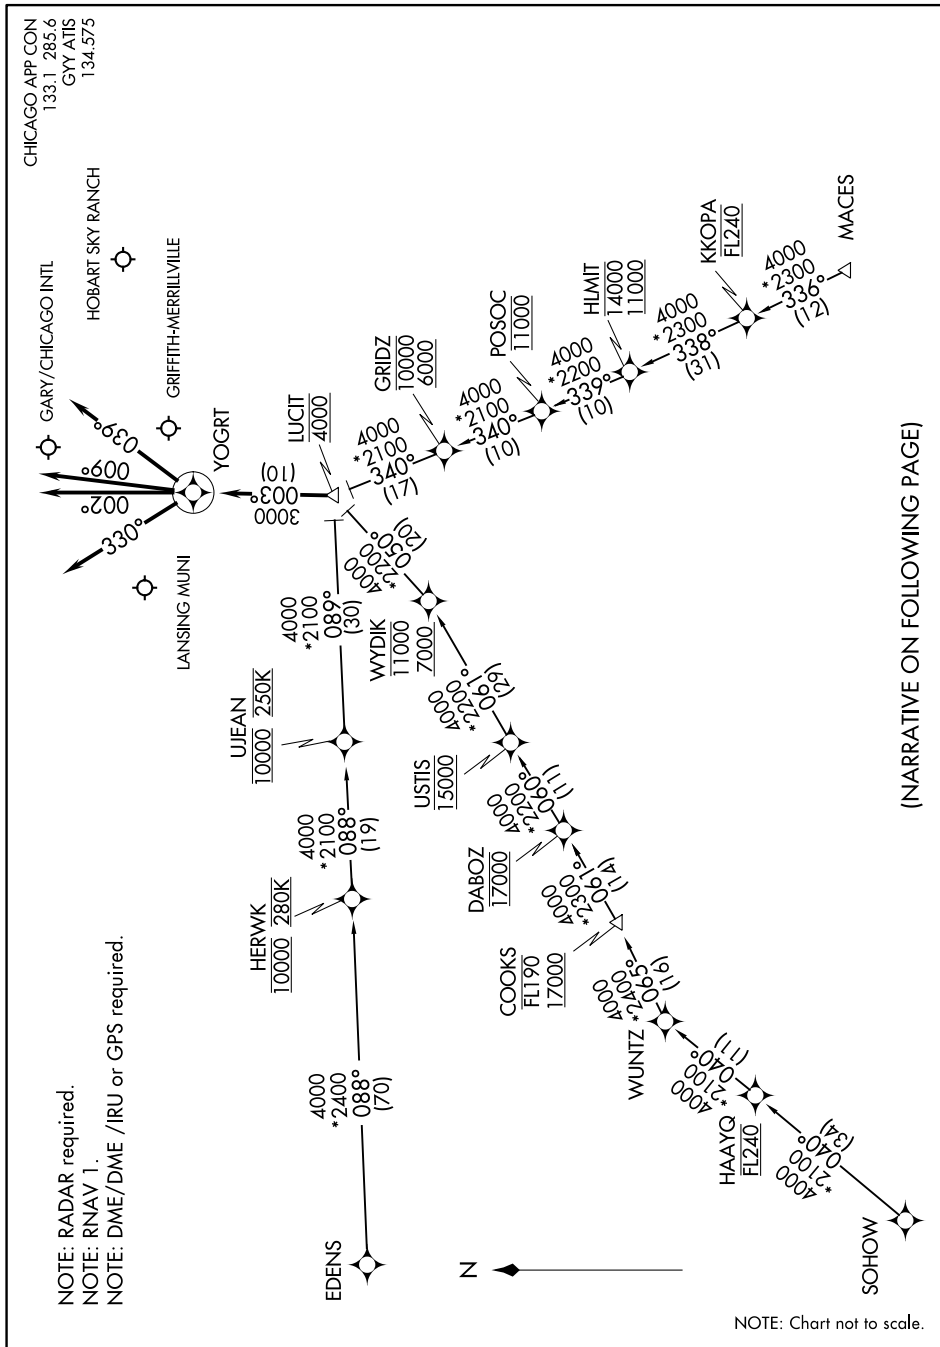 CHICAGO APP CON
133.1 285.6
GYY ATIS
134.575
NOTE: RADAR required.
NOTE: RNAV 1.
NOTE: DME/DME /IRU or GPS required.
GARY/CHICAGO INTL
HOBART SKY RANCH
GRIFFITH-MERRILLVILLE
LANSING MUNI
330°
002°
009°
039°
YOGRT
3000
003°
(10)
LUCIT
4000
EDENS
4000
*2400
088°
(70)
HERWK
10000 280K
4000
*2100
088°
(19)
UJEAN
10000 250K
4000
*2100
089°
(30)
SOHOW
4000
*2100
040°
(34)
HAAYQ
FL240
4000
*2100
040°
(11)
WUNTZ
4000
*2400
065°
(16)
COOKS
FL190
17000
4000
*2300
061°
(14)
DABOZ
17000
4000
*2200
060°
(11)
USTIS
15000
4000
*2200
061°
(29)
WYDIK
11000
7000
4000
*2200
050°
(20)
4000
*2100
340°
(17)
GRIDZ
10000
6000
4000
*2100
340°
(10)
POSOC
11000
4000
*2200
339°
(10)
HLMIT
14000
11000
4000
*2300
338°
(31)
KKOPA
FL240
4000
*2300
336°
(12)
MACES
N
(NARRATIVE ON FOLLOWING PAGE)
NOTE: Chart not to scale.